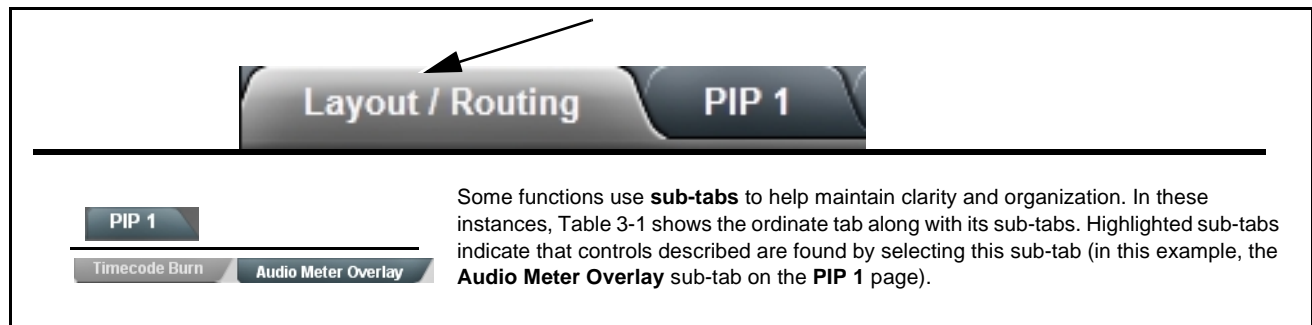 Layout / Routing PIP 1
PIP 1
Timecode Burn Audio Meter Overlay
Some functions use sub-tabs to help maintain clarity and organization. In these
instances, Table 3-1 shows the ordinate tab along with its sub-tabs. Highlighted sub-tabs
indicate that controls described are found by selecting this sub-tab (in this example, the
Audio Meter Overlay sub-tab on the PIP 1 page).